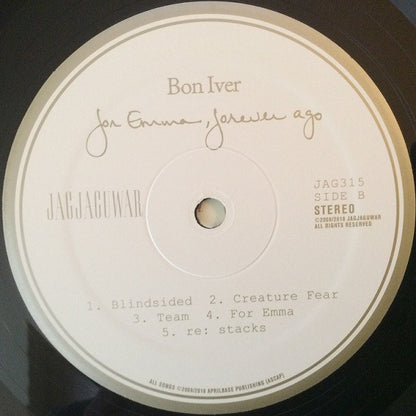 Bon Iver
for Emma, forever ago
JAGJAGUWAR
JAG315
SIDE B
STEREO
©2008/2018 JAGJAGUWAR
ALL RIGHTS RESERVED
1. Blindsided 2. Creature Fear
3. Team 4. For Emma
5. re: stacks
ALL SONGS ©2008/2018 APRILBASE PUBLISHING (ASCAP)